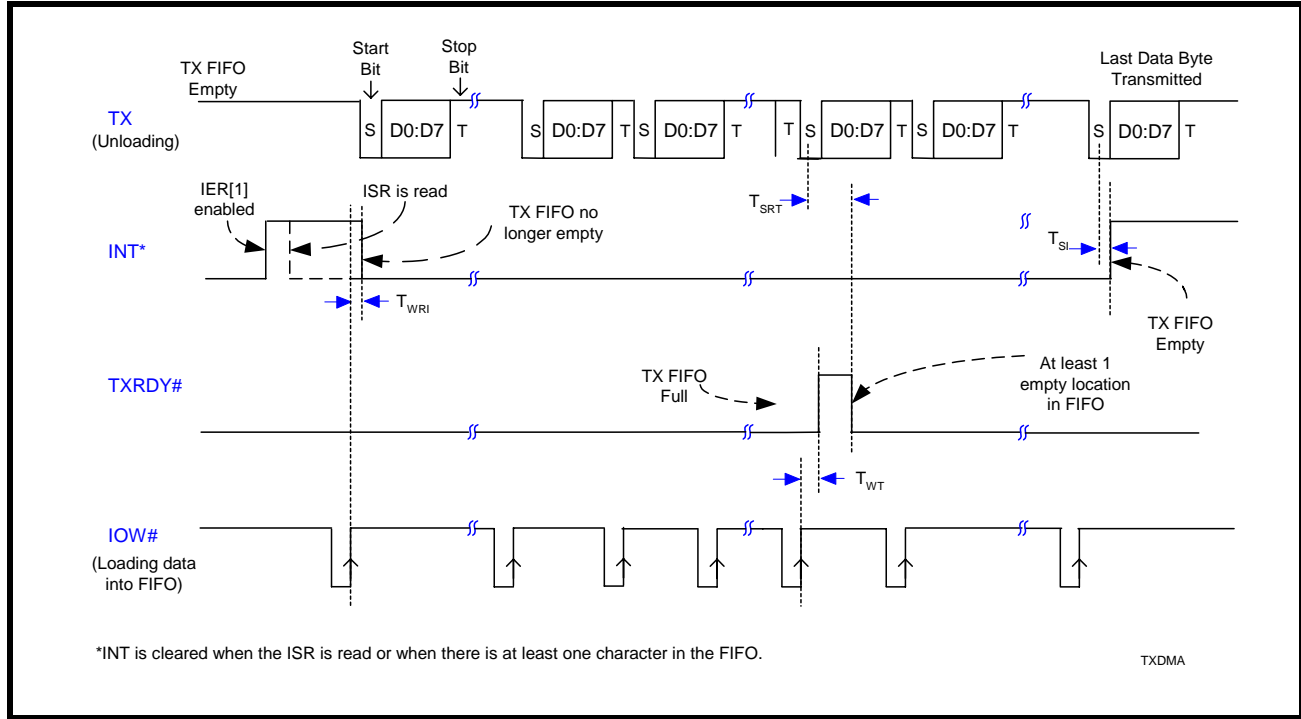 Start
Bit
Stop
Bit
TX FIFO
Empty
Last Data Byte
Transmitted
TX
(Unloading)
S D0:D7 T S D0:D7 T S D0:D7 T T S D0:D7 T S D0:D7 T S D0:D7 T
IER[1]
enabled
ISR is read
TX FIFO no
longer empty
TSRT
INT*
TSI
TWRI
TX FIFO
Empty
TXRDY#
TX FIFO
Full
At least 1
empty location
in FIFO
TWT
IOW#
(Loading data
into FIFO)
*INT is cleared when the ISR is read or when there is at least one character in the FIFO.
TXDMA